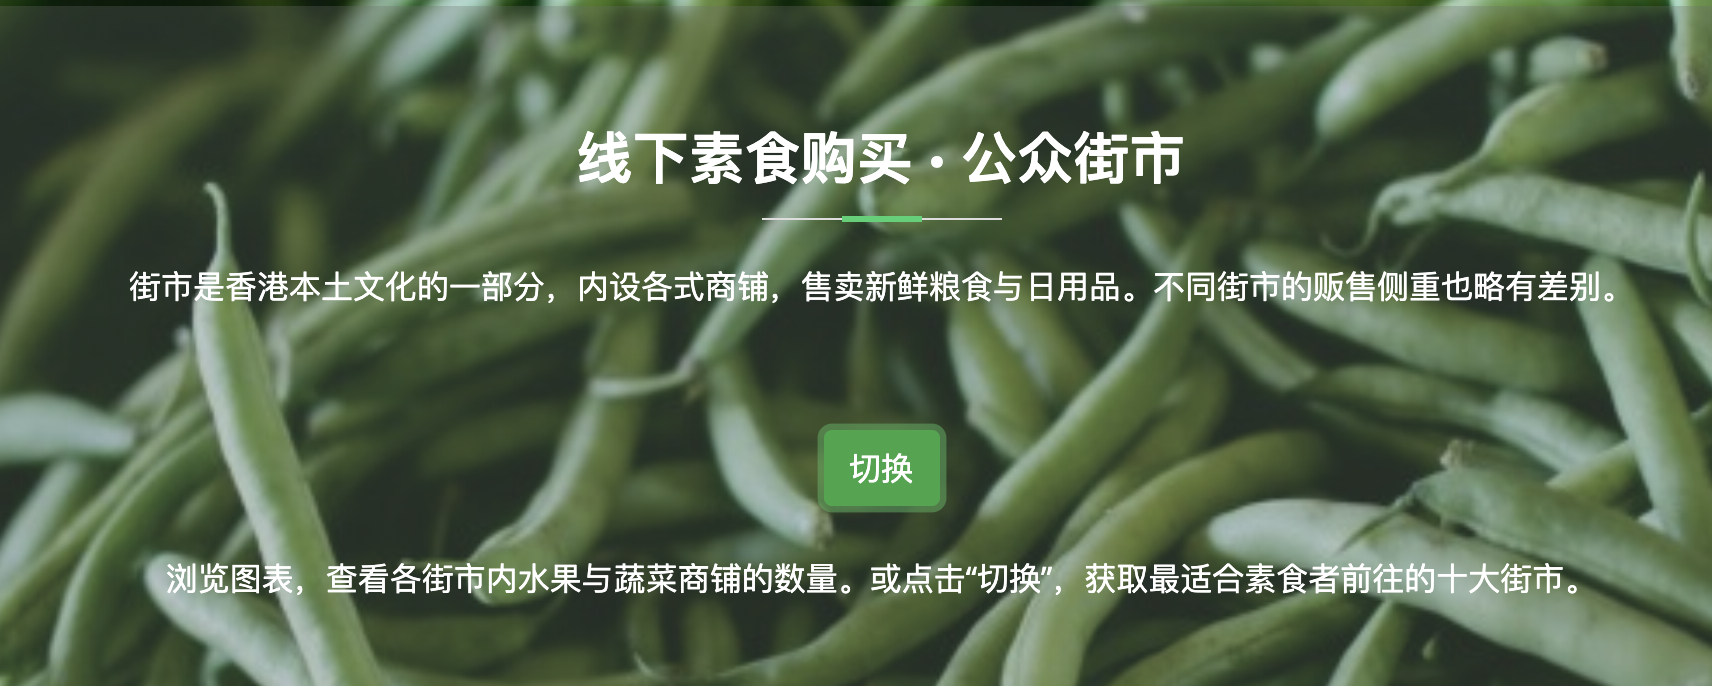 线下素食购买 · 公众街市
街市是香港本土文化的一部分，内设各式商铺，售卖新鲜粮食与日用品。不同街市的贩售侧重也略有差别。
切换
浏览图表，查看各街市内水果与蔬菜商铺的数量。或点击“切换”，获取最适合素食者前往的十大街市。